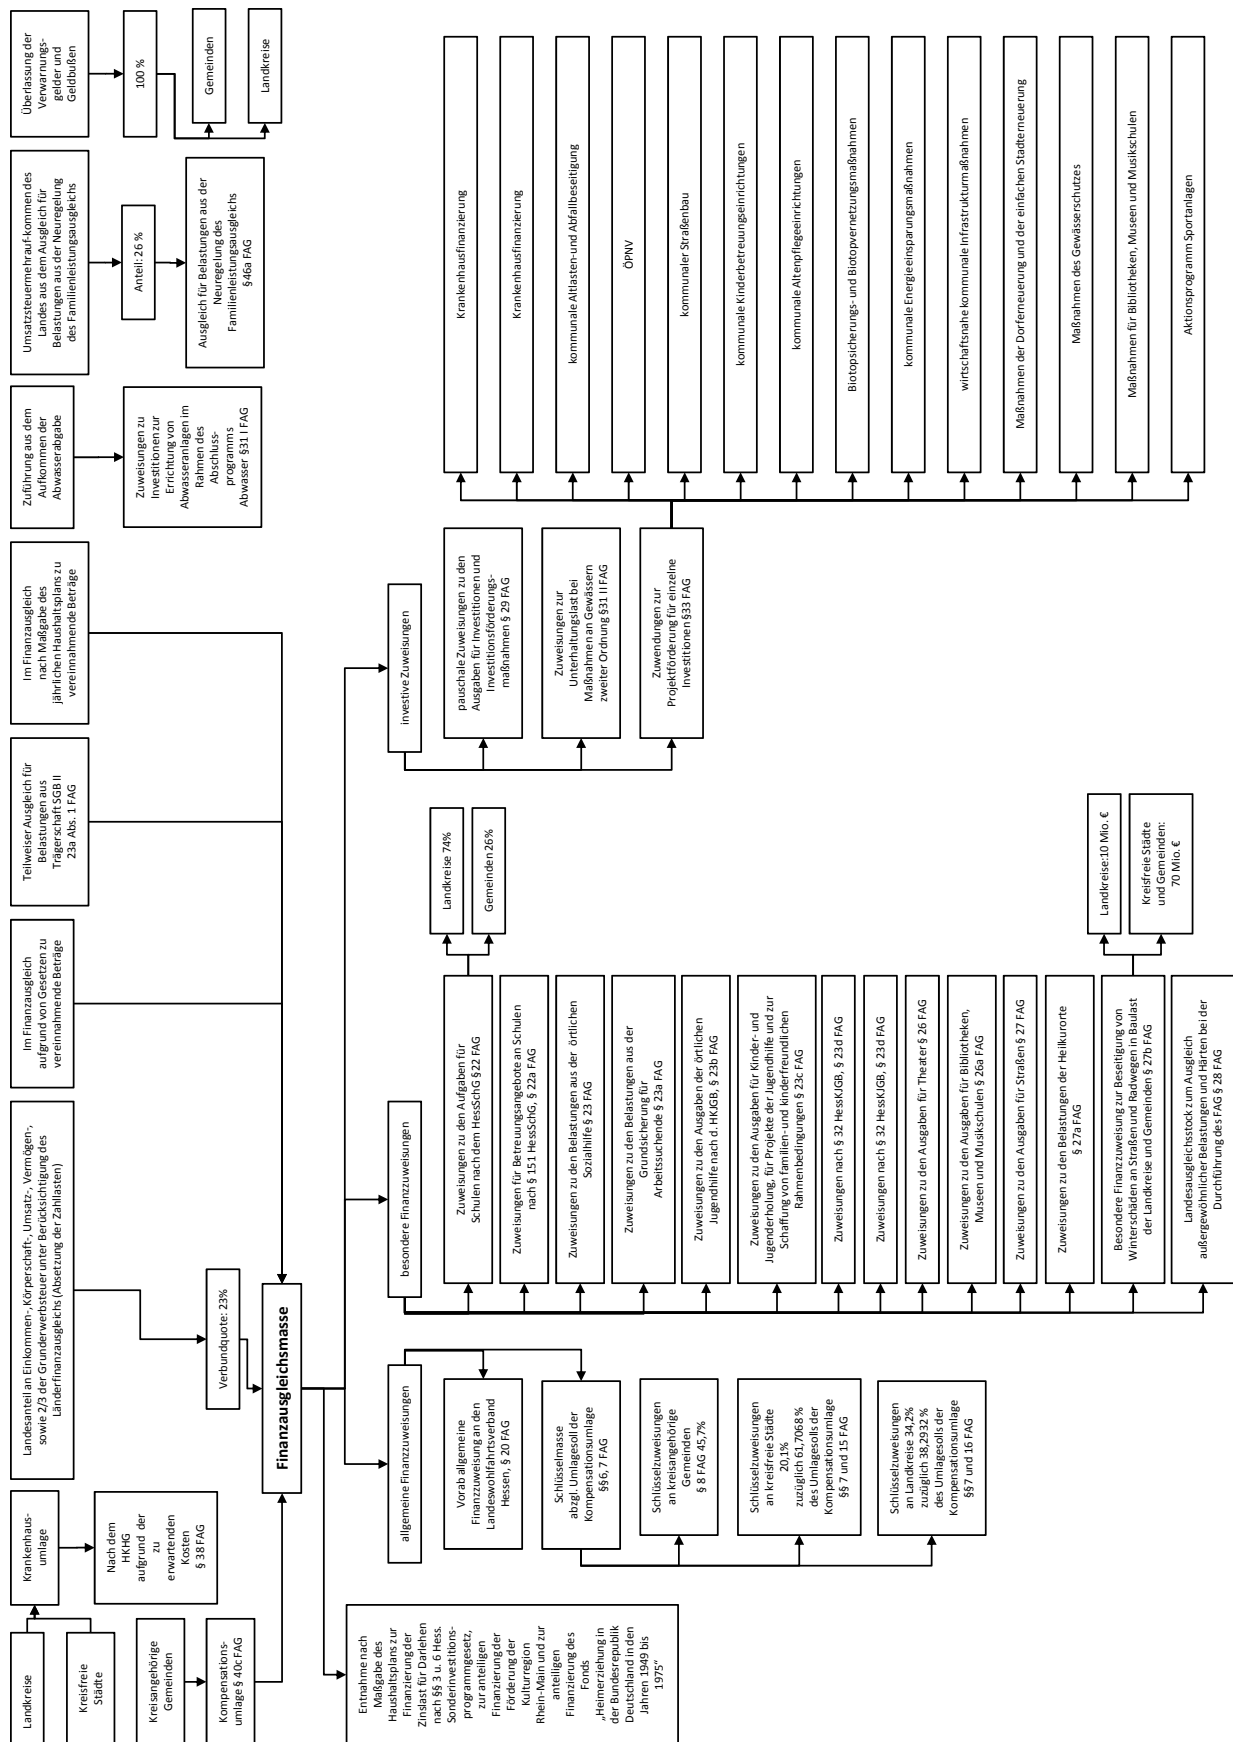 Landkreise
Kreisfreie
Städte
Krankenhaus-
umlage
Nach dem
HKHG
aufgrund der
zu
erwartenden
Kosten
§ 38 FAG
Kreisangehörige
Gemeinden
Kompensations-
umlage § 40c FAG
Landesanteil an Einkommen-,Körperschaft-, Umsatz-, Vermögen-,
sowie 2/3 der Grunderwerbsteuer unter Berücksichtigung des
Länderfinanzausgleichs (Absetzung der Zahllasten)
Verbundquote: 23%
Im Finanzausgleich
aufgrund von Gesetzen zu
vereinnahmende Beträge
Teilweiser Ausgleich für
Belastungen aus
Trägerschaft SGB II
23a Abs. 1 FAG
Im Finanzausgleich
nach Maßgabe des
jährlichen Haushaltsplans zu
vereinnahmende Beträge
Zuführung aus dem
Aufkommen der
Abwasserabgabe
Zuweisungen zu
Investitionen zur
Errichtung von
Abwasseranlagen im
Rahmen des
Abschluss-
programms
Abwasser §31 I FAG
Umsatzsteuermehrauf-kommen des
Landes aus dem Ausgleich für
Belastungen aus der Neuregelung
des Familienleistungsausgleichs
Anteil: 26 %
Ausgleich für Belastungen aus der
Neuregelung des
Familienleistungsausgleichs
§46a FAG
Überlassung der
Verwarnungs-
gelder und
Geldbußen
100 %
Gemeinden
Landkreise
Finanzausgleichsmasse
Entnahme nach
Maßgabe des
Haushaltsplans zur
Finanzierung der
Zinslast für Darlehen
nach §§ 3 u. 6 Hess.
Sonderinvestitions-
programmgesetz,
zur anteiligen
Finanzierung der
Förderung der
Kulturregion
Rhein-Main und zur
anteiligen
Finanzierung des
Fonds
„Heimerziehung in
der Bundesrepublik
Deutschland in den
Jahren 1949 bis
1975“
allgemeine Finanzzuweisungen
Vorab allgemeine
Finanzzuweisung an den
Landeswohlfahrtsverband
Hessen, § 20 FAG
Schlüsselmasse
abzgl. Umlagesoll der
Kompensationsumlage
§§ 6, 7 FAG
Schlüsselzuweisungen
an kreisangehörige
Gemeinden
§ 8 FAG 45,7%
Schlüsselzuweisungen
an kreisfreie Städte
20,1%
zuzüglich 61,7068 %
des Umlagesolls der
Kompensationsumlage
§§ 7 und 15 FAG
Schlüsselzuweisungen
an Landkreise 34,2%
zuzüglich 38,2932 %
des Umlagesolls der
Kompensationsumlage
§§ 7 und 16 FAG
besondere Finanzzuweisungen
Zuweisungen zu den Aufgaben für
Schulen nach dem HessSchG § 22 FAG
Landkreise 74%
Gemeinden 26%
Zuweisungen für Betreuungsangebote an Schulen
nach § 151 HessSchG, § 22a FAG
Zuweisungen zu den Belastungen aus der örtlichen
Sozialhilfe § 23 FAG
Zuweisungen zu den Belastungen aus der
Grundsicherung für
Arbeitssuchende § 23a FAG
Zuweisungen zu den Ausgaben der örtlichen
Jugendhilfe nach d. HKJGB, § 23b FAG
Zuweisungen zu den Ausgaben für Kinder- und
Jugenderholung, für Projekte der Jugendhilfe und zur
Schaffung von familien- und kinderfreundlichen
Rahmenbedingungen § 23c FAG
Zuweisungen nach § 32 HessKJGB, § 23d FAG
Zuweisungen nach § 32 HessKJGB, § 23d FAG
Zuweisungen zu den Ausgaben für Theater § 26 FAG
Zuweisungen zu den Ausgaben für Bibliotheken,
Museen und Musikschulen § 26a FAG
Zuweisungen zu den Ausgaben für Straßen § 27 FAG
Zuweisungen zu den Belastungen der Heilkurorte
§ 27a FAG
Besondere Finanzzuweisung zur Beseitigung von
Winterschäden an Straßen und Radwegen in Baulast
der Landkreise und Gemeinden § 27b FAG
Landkreise:10 Mio. €
Kreisfreie Städte
und Gemeinden:
70 Mio. €
Landesausgleichsstock zum Ausgleich
außergewöhnlicher Belastungen und Härten bei der
Durchführung des FAG § 28 FAG
investive Zuweisungen
pauschale Zuweisungen zu den
Ausgaben für Investitionen und
Investitionsförderungs-
maßnahmen § 29 FAG
Zuweisungen zur
Unterhaltungslast bei
Maßnahmen an Gewässern
zweiter Ordnung §31 II FAG
Zuwendungen zur
Projektförderung für einzelne
Investitionen §33 FAG
Krankenhausfinanzierung
Krankenhausfinanzierung
kommunale Altlasten-und Abfallbeseitigung
ÖPNV
kommunaler Straßenbau
kommunale Kinderbetreuungseinrichtungen
kommunale Altenpflegeeinrichtungen
Biotopsicherungs- und Biotopvernetzungsmaßnahmen
kommunale Energieeinsparungsmaßnahmen
wirtschaftsnahe kommunale Infrastrukturmaßnahmen
Maßnahmen der Dorferneuerung und der einfachen Stadterneuerung
Maßnahmen des Gewässerschutzes
Maßnahmen für Bibliotheken, Museen und Musikschulen
Aktionsprogramm Sportanlagen